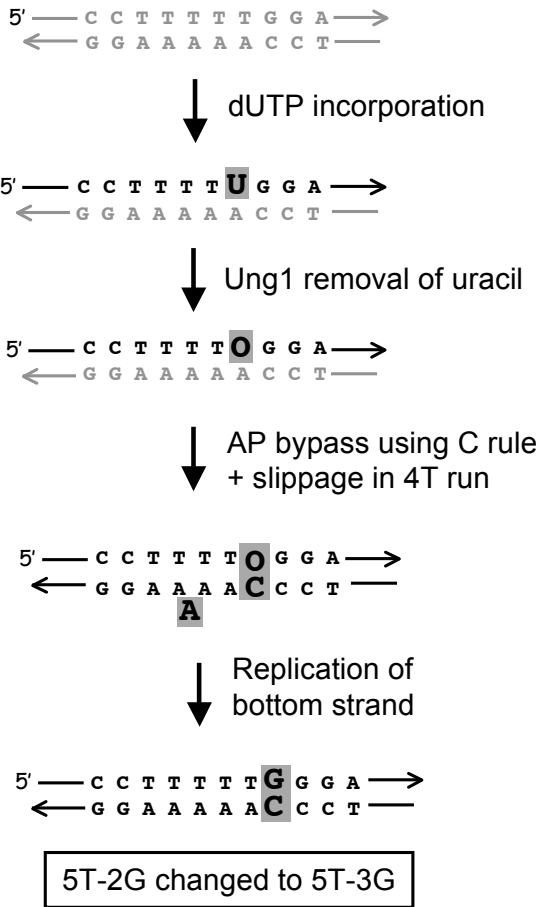 5' C C T T T T T G G A
G G A A A A A C C T
dUTP incorporation
5' C C T T T T U G G A
G G A A A A A C C T
Ung1 removal of uracil
5' C C T T T T O G G A
G G A A A A A C C T
AP bypass using C rule
+ slippage in 4T run
5' C C T T T T O G G A
G G A A A A C C C T
A
Replication of
bottom strand
5' C C T T T T T G G G A
G G A A A A A C C C T
5T-2G changed to 5T-3G